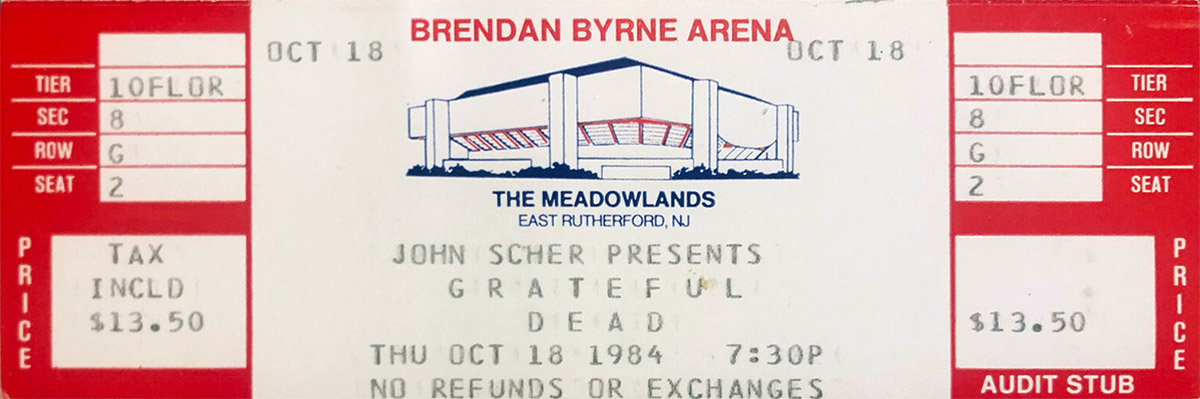 BRENDAN BYRNE ARENA
OCT 18
OCT 18
TIER 10FLOR
SEC 8
ROW G
SEAT 2
PRICE
TAX
INCLD
$13.50
THE MEADOWLANDS
EAST RUTHERFORD, NJ
JOHN SCHER PRESENTS
GRATEFUL
DEAD
THU OCT 18 1984 7:30P
NO REFUNDS OR EXCHANGES
10FLOR TIER
8 SEC
G ROW
2 SEAT
$13.50
PRICE
AUDIT STUB